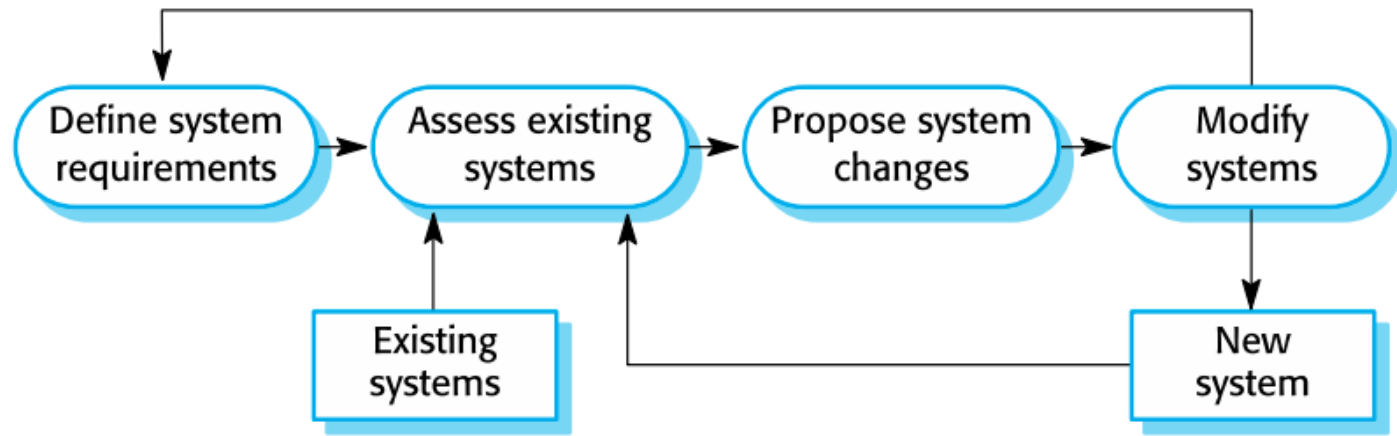 Define system
requirements
Assess existing
systems
Propose system
changes
Modify
systems
Existing
systems
New
system